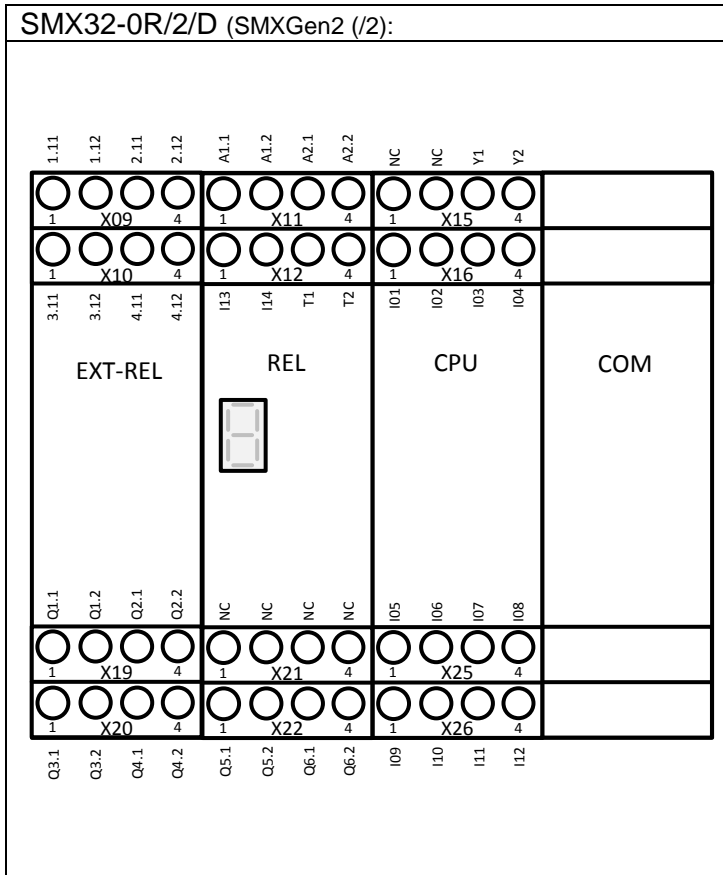 SMX32-0R/2/D (SMXGen2 (/2):
1.11 1.12 2.11 2.12 A1.1 A1.2 A2.1 A2.2 NC NC Y1 Y2
1 X09 4 1 X11 4 1 X15 4
1 X10 4 1 X12 4 1 X16 4
3.11 3.12 4.11 4.12 I13 I14 T1 T2 I01 I02 I03 I04
EXT-REL REL CPU COM
Q1.1 Q1.2 Q2.1 Q2.2 NC NC NC NC I05 I06 I07 I08
1 X19 4 1 X21 4 1 X25 4
1 X20 4 1 X22 4 1 X26 4
Q3.1 Q3.2 Q4.1 Q4.2 Q5.1 Q5.2 Q6.1 Q6.2 I09 I10 I11 I12